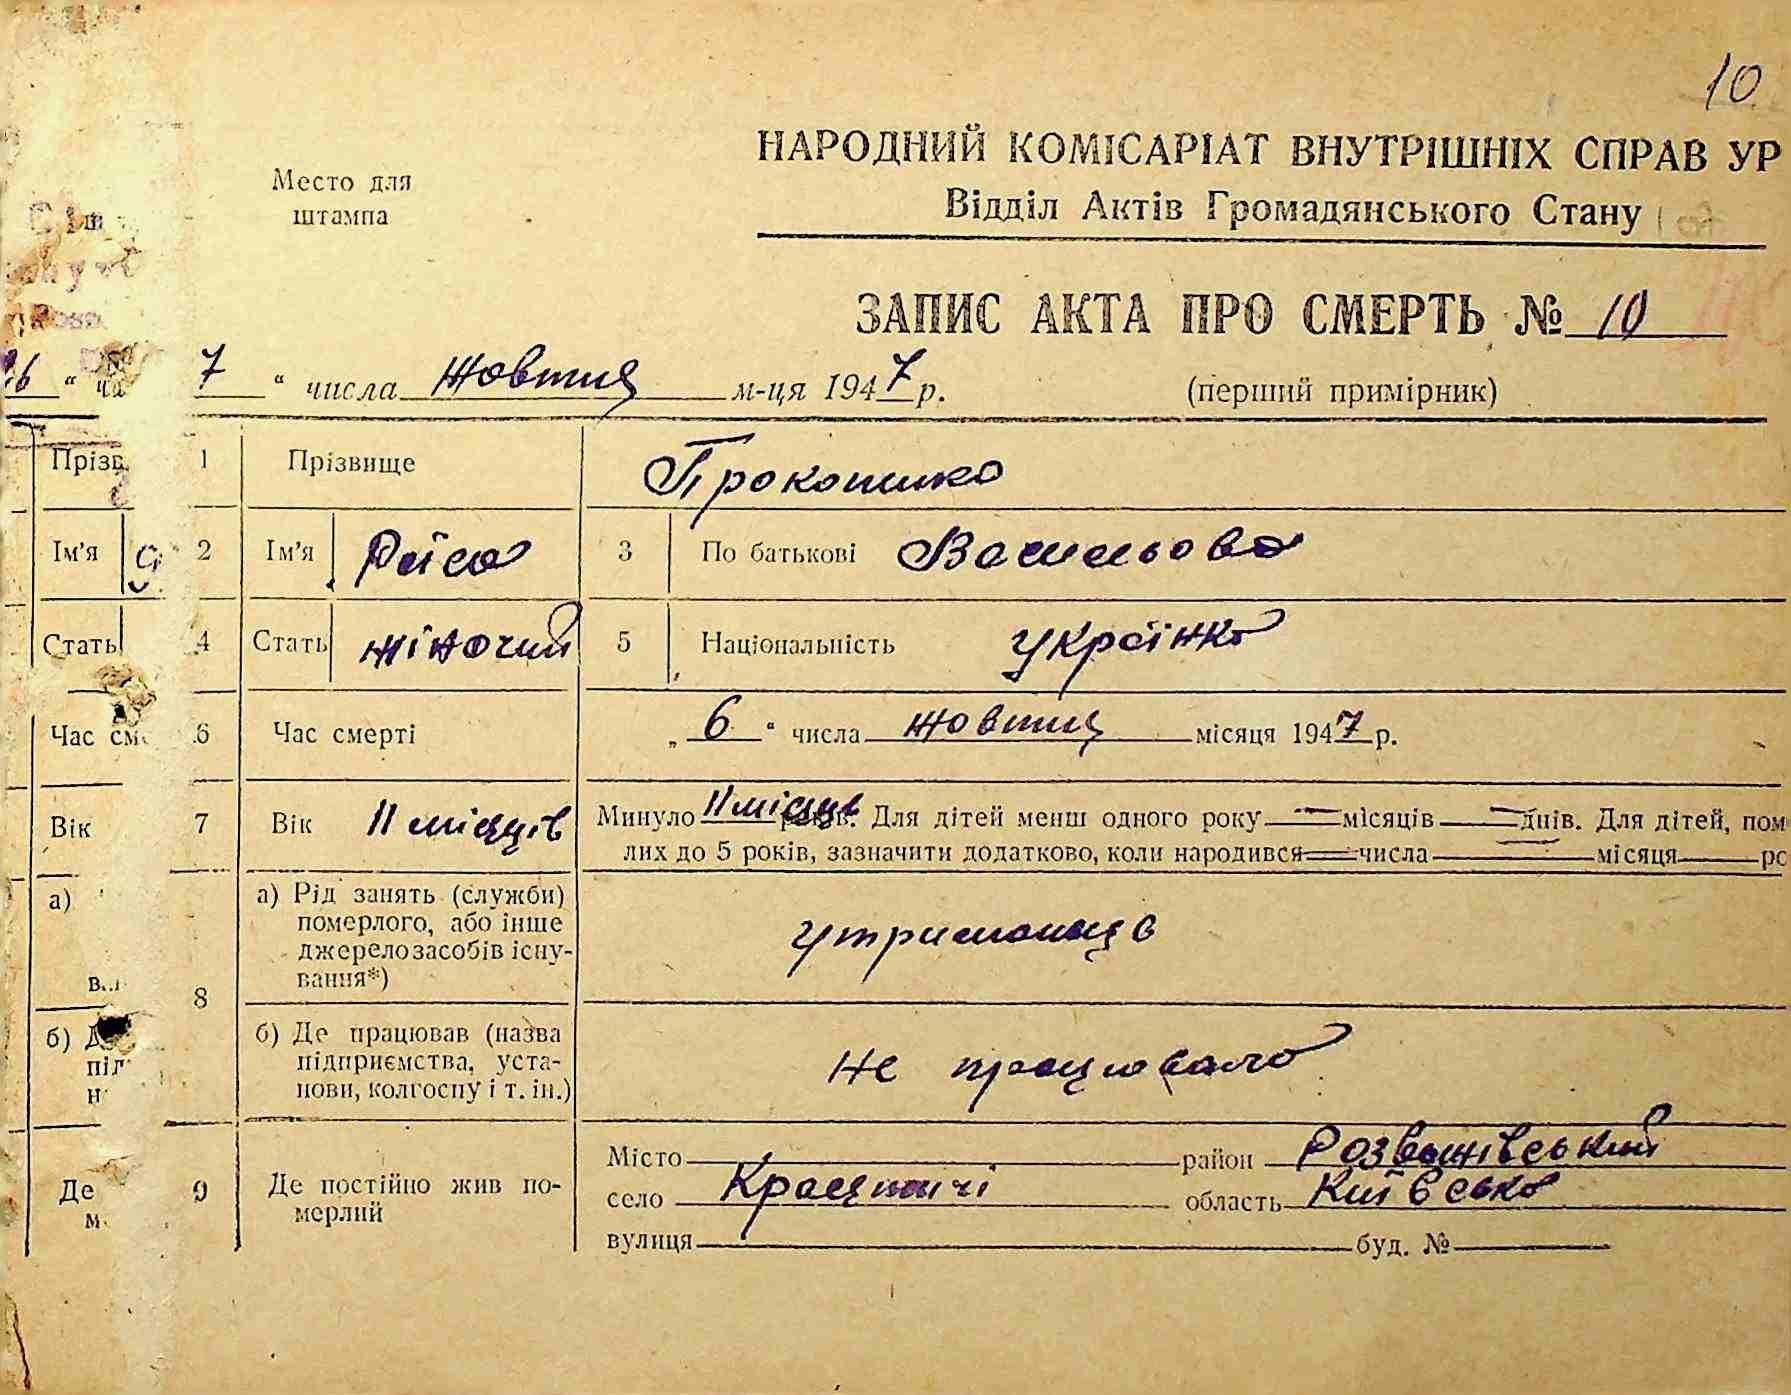 10
НАРОДНИЙ КОМІСАРІАТ ВНУТРІШНІХ СПРАВ УР
Відділ Актів Громадянського Стану
Место для
штампа
ЗАПИС АКТА ПРО СМЕРТЬ № 10
7 " числа жовтня м-ця 1947 р.
(перший примірник)
Прізв
1 Прізвище Прокопенко
Ім'я
2 Ім'я Раїса 3 По батькові Васильова
Стать
4 Стать жіночий 5 Національність українка
Час см
6 Час смерті „ 6 " числа жовтня місяця 1947 р.
Вік
7 Вік 11 місяців Минуло 11 місяців років. Для дітей менш одного року — місяців — днів. Для дітей, пом
лих до 5 років, зазначити додатково, коли народився — числа — місяця — ро
а)
8
а) Рід занять (служби)
померлого, або інше
джерело засобів існу-
вання*)
утриманця
б)
піл
н
б) Де працював (назва
підприємства, уста-
нови, колгоспу і т. ін.)
не працювала
Де
м
9 Де постійно жив по-
мерлий
Місто — район Розважівський
село область Київська
вулиця — буд. № —